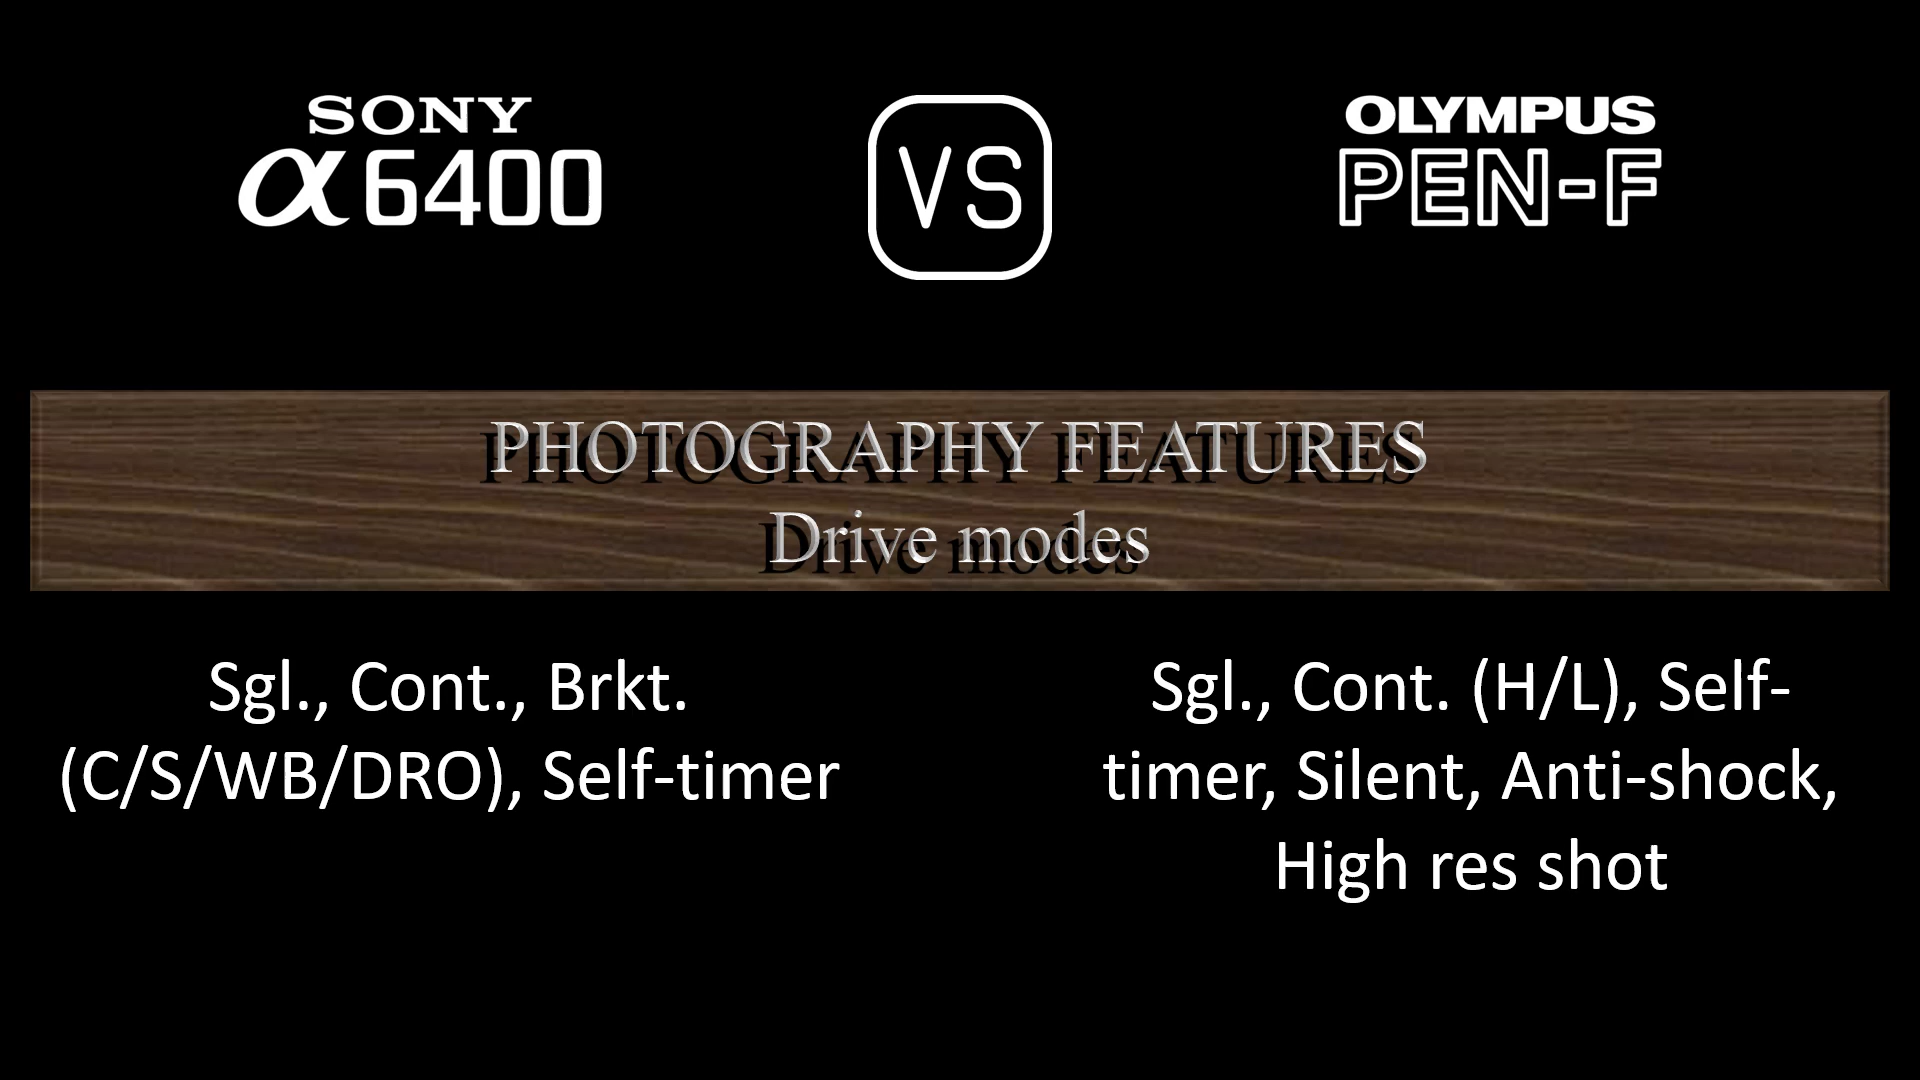 SONY
α6400
VS
OLYMPUS
PEN-F
PHOTOGRAPHY FEATURES
Drive modes
Sgl., Cont., Brkt.
(C/S/WB/DRO), Self-timer
Sgl., Cont. (H/L), Self-
timer, Silent, Anti-shock,
High res shot